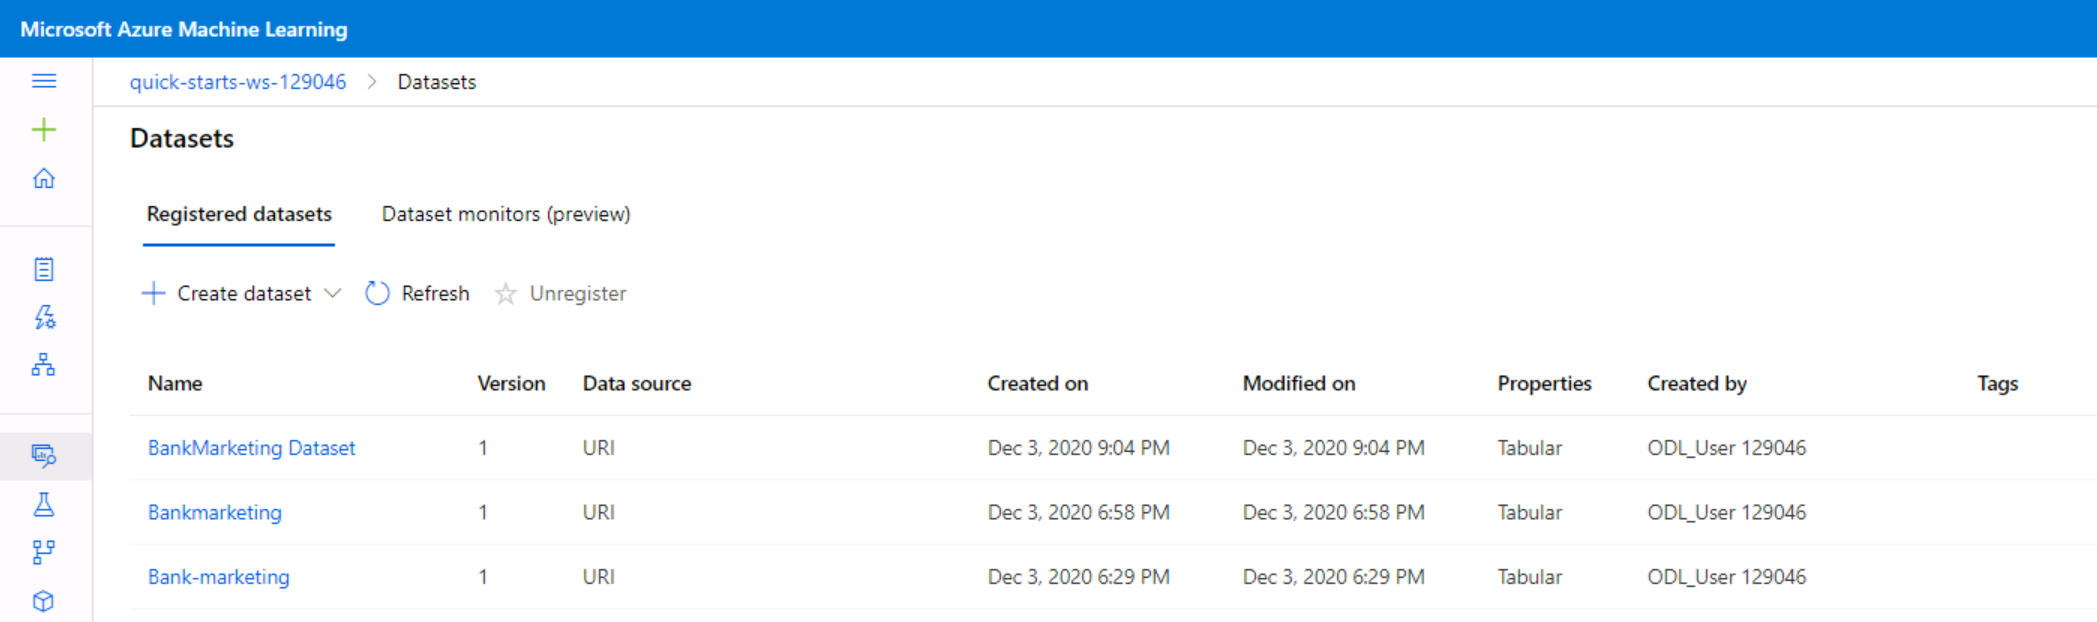 Microsoft Azure Machine Learning
quick-starts-ws-129046 > Datasets
Datasets
Registered datasets Dataset monitors (preview)
Create dataset Refresh Unregister
Name Version Data source Created on Modified on Properties Created by Tags
BankMarketing Dataset 1 URI Dec 3, 2020 9:04 PM Dec 3, 2020 9:04 PM Tabular ODL_User 129046
Bankmarketing 1 URI Dec 3, 2020 6:58 PM Dec 3, 2020 6:58 PM Tabular ODL_User 129046
Bank-marketing 1 URI Dec 3, 2020 6:29 PM Dec 3, 2020 6:29 PM Tabular ODL_User 129046